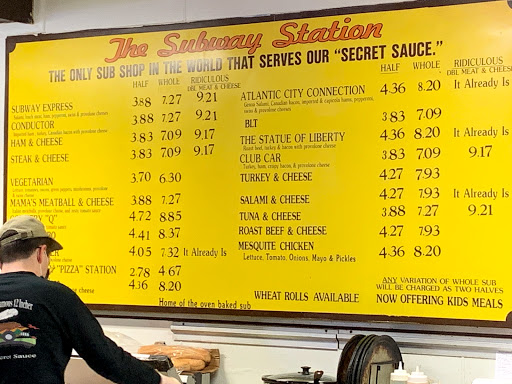 The Subway Station
THE ONLY SUB SHOP IN THE WORLD THAT SERVES OUR “SECRET SAUCE.”
HALF WHOLE RIDICULOUS
DBL MEAT & CHEESE
SUBWAY EXPRESS 3.88 7.27 9.21
CONDUCTOR 3.88 7.27 9.21
HAM & CHEESE 3.83 7.09 9.17
STEAK & CHEESE 3.83 7.09 9.17
VEGETARIAN 3.70 6.30
MAMA'S MEATBALL & CHEESE 3.88 7.27
"Q" 4.72 8.85
4.41 8.37
4.05 7.32 It Already Is
"PIZZA" STATION 2.78 4.67
4.36 8.20
Home of the oven baked sub
HALF WHOLE RIDICULOUS
DBL MEAT & CHEESE
ATLANTIC CITY CONNECTION 4.36 8.20 It Already Is
BLT 3.83 7.09
THE STATUE OF LIBERTY 4.36 8.20 It Already Is
CLUB CAR 3.83 7.09 9.17
TURKEY & CHEESE 4.27 7.93
SALAMI & CHEESE 4.27 7.93 It Already Is
TUNA & CHEESE 3.88 7.27 9.21
ROAST BEEF & CHEESE 4.27 7.93
MESQUITE CHICKEN 4.36 8.20
Lettuce, Tomato, Onions, Mayo & Pickles
ANY VARIATION OF WHOLE SUB
WILL BE CHARGED AS TWO HALVES
WHEAT ROLLS AVAILABLE NOW OFFERING KIDS MEALS
12 Incher
Secret Sauce